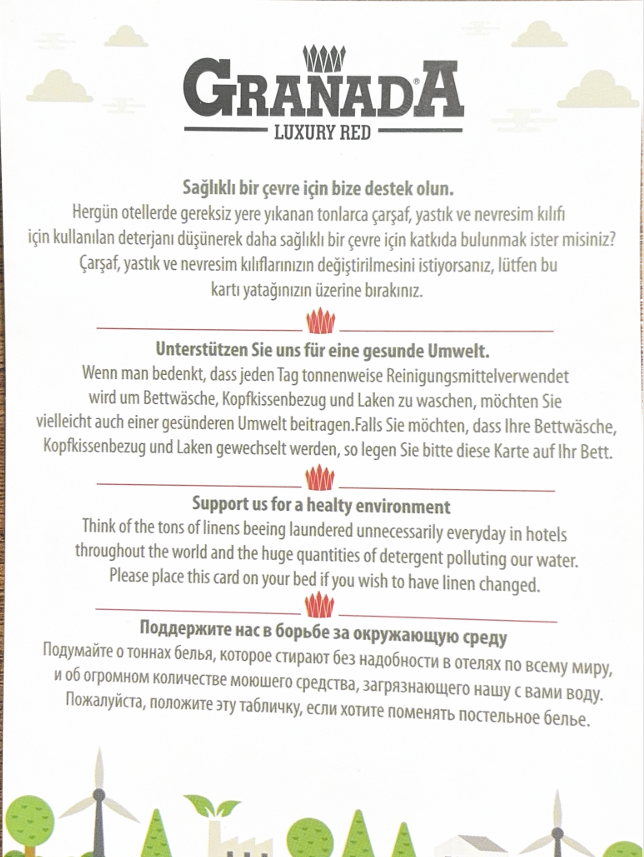 GRANADA®
LUXURY RED
Sağlıklı bir çevre için bize destek olun.
Hergün otellerde gereksiz yere yıkanan tonlarca çarşaf, yastık ve nevresim kılıfı
için kullanılan deterjanı düşünerek daha sağlıklı bir çevre için katkıda bulunmak ister misiniz?
Çarşaf, yastık ve nevresim kılıflarınızın değiştirilmesini istiyorsanız, lütfen bu
kartı yatağınızın üzerine bırakınız.
Unterstützen Sie uns für eine gesunde Umwelt.
Wenn man bedenkt, dass jeden Tag tonnenweise Reinigungsmittelverwendet
wird um Bettwäsche, Kopfkissenbezug und Laken zu waschen, möchten Sie
vielleicht auch einer gesünderen Umwelt beitragen.Falls Sie möchten, dass Ihre Bettwäsche,
Kopfkissenbezug und Laken gewechselt werden, so legen Sie bitte diese Karte auf Ihr Bett.
Support us for a healty environment
Think of the tons of linens beeing laundered unnecessarily everyday in hotels
throughout the world and the huge quantities of detergent polluting our water.
Please place this card on your bed if you wish to have linen changed.
Поддержите нас в борьбе за окружающую среду
Подумайте о тоннах белья, которое стирают без надобности в отелях по всему миру,
и об огромном количестве моюшего средства, загрязнающего нашу с вами воду.
Пожалуйста, положите эту табличку, если хотите поменять постельное белье.